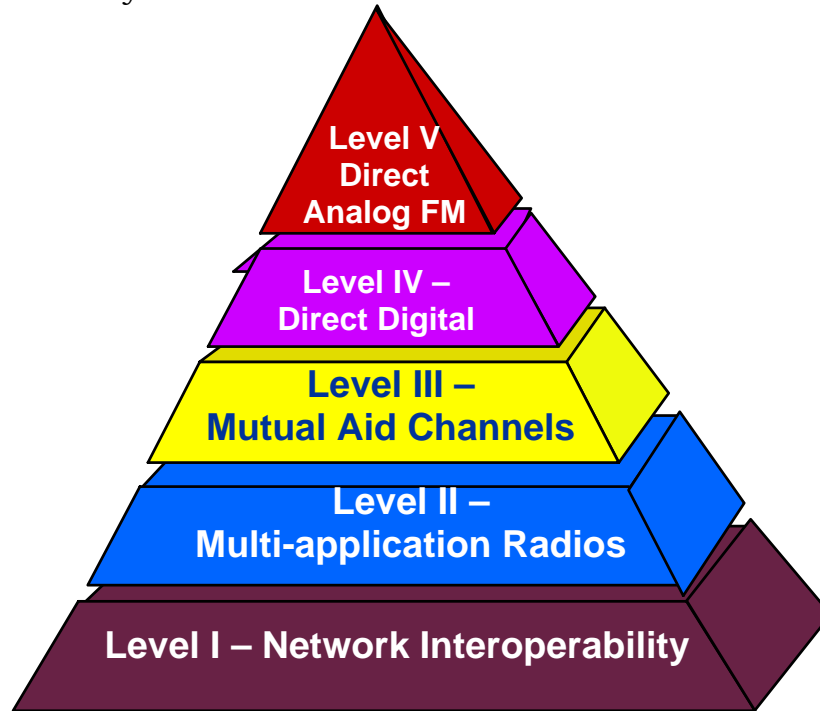 Level V
Direct
Analog FM
Level IV –
Direct Digital
Level III –
Mutual Aid Channels
Level II –
Multi-application Radios
Level I – Network Interoperability